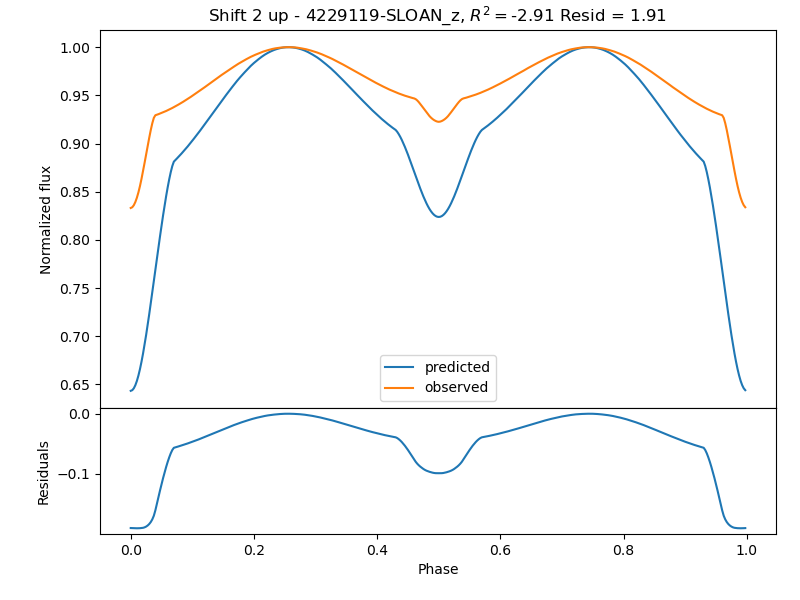 Shift 2 up - 4229119-SLOAN_z, $R^2 = $-2.91 Resid = 1.91
1.00
0.95
0.90
0.85
0.80
0.75
0.70
0.65
Normalized flux
predicted
observed
0.0
−0.1
Residuals
0.0
0.2
0.4
0.6
0.8
1.0
Phase